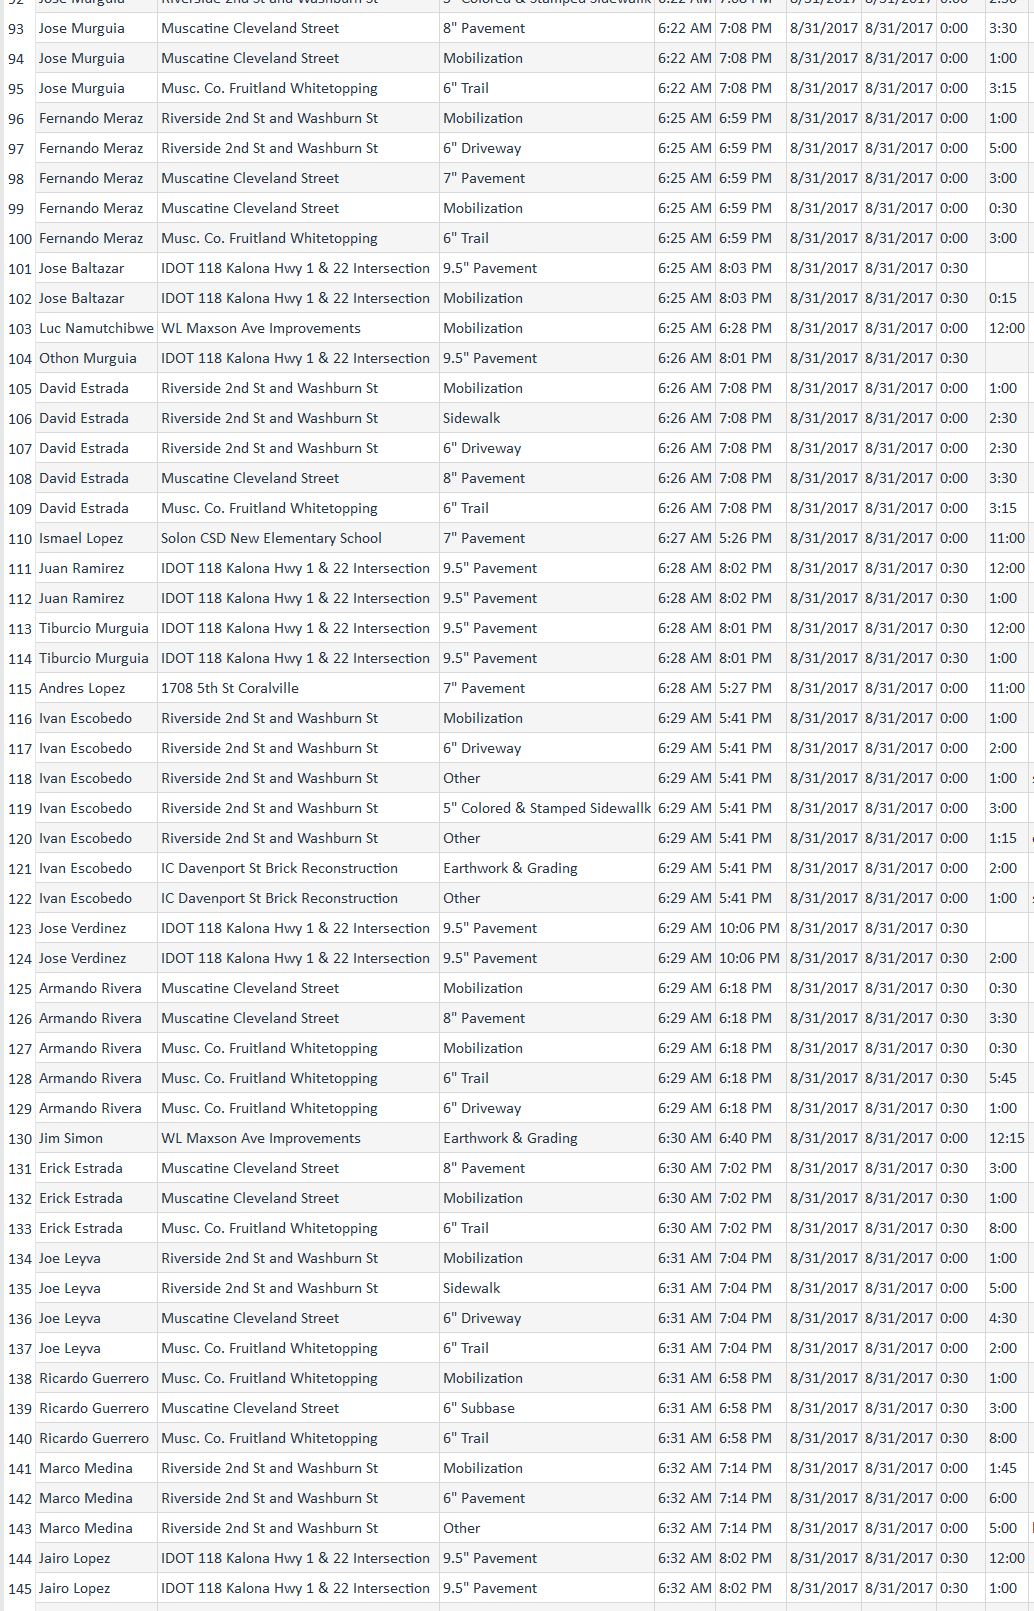 92 Jose Murguia Riverside 2nd St and Washburn St 5" Colored & Stamped Sidewallk 6:22 AM 7:08 PM 8/31/2017 8/31/2017 0:00 2:30
93 Jose Murguia Muscatine Cleveland Street 8" Pavement 6:22 AM 7:08 PM 8/31/2017 8/31/2017 0:00 3:30
94 Jose Murguia Muscatine Cleveland Street Mobilization 6:22 AM 7:08 PM 8/31/2017 8/31/2017 0:00 1:00
95 Jose Murguia Musc. Co. Fruitland Whitetopping 6" Trail 6:22 AM 7:08 PM 8/31/2017 8/31/2017 0:00 3:15
96 Fernando Meraz Riverside 2nd St and Washburn St Mobilization 6:25 AM 6:59 PM 8/31/2017 8/31/2017 0:00 1:00
97 Fernando Meraz Riverside 2nd St and Washburn St 6" Driveway 6:25 AM 6:59 PM 8/31/2017 8/31/2017 0:00 5:00
98 Fernando Meraz Muscatine Cleveland Street 7" Pavement 6:25 AM 6:59 PM 8/31/2017 8/31/2017 0:00 3:00
99 Fernando Meraz Muscatine Cleveland Street Mobilization 6:25 AM 6:59 PM 8/31/2017 8/31/2017 0:00 0:30
100 Fernando Meraz Musc. Co. Fruitland Whitetopping 6" Trail 6:25 AM 6:59 PM 8/31/2017 8/31/2017 0:00 3:00
101 Jose Baltazar IDOT 118 Kalona Hwy 1 & 22 Intersection 9.5" Pavement 6:25 AM 8:03 PM 8/31/2017 8/31/2017 0:30
102 Jose Baltazar IDOT 118 Kalona Hwy 1 & 22 Intersection Mobilization 6:25 AM 8:03 PM 8/31/2017 8/31/2017 0:30 0:15
103 Luc Namutchibwe WL Maxson Ave Improvements Mobilization 6:25 AM 6:28 PM 8/31/2017 8/31/2017 0:00 12:00
104 Othon Murguia IDOT 118 Kalona Hwy 1 & 22 Intersection 9.5" Pavement 6:26 AM 8:01 PM 8/31/2017 8/31/2017 0:30
105 David Estrada Riverside 2nd St and Washburn St Mobilization 6:26 AM 7:08 PM 8/31/2017 8/31/2017 0:00 1:00
106 David Estrada Riverside 2nd St and Washburn St Sidewalk 6:26 AM 7:08 PM 8/31/2017 8/31/2017 0:00 2:30
107 David Estrada Riverside 2nd St and Washburn St 6" Driveway 6:26 AM 7:08 PM 8/31/2017 8/31/2017 0:00 2:30
108 David Estrada Muscatine Cleveland Street 8" Pavement 6:26 AM 7:08 PM 8/31/2017 8/31/2017 0:00 3:30
109 David Estrada Musc. Co. Fruitland Whitetopping 6" Trail 6:26 AM 7:08 PM 8/31/2017 8/31/2017 0:00 3:15
110 Ismael Lopez Solon CSD New Elementary School 7" Pavement 6:27 AM 5:26 PM 8/31/2017 8/31/2017 0:00 11:00
111 Juan Ramirez IDOT 118 Kalona Hwy 1 & 22 Intersection 9.5" Pavement 6:28 AM 8:02 PM 8/31/2017 8/31/2017 0:30 12:00
112 Juan Ramirez IDOT 118 Kalona Hwy 1 & 22 Intersection 9.5" Pavement 6:28 AM 8:02 PM 8/31/2017 8/31/2017 0:30 1:00
113 Tiburcio Murguia IDOT 118 Kalona Hwy 1 & 22 Intersection 9.5" Pavement 6:28 AM 8:01 PM 8/31/2017 8/31/2017 0:30 12:00
114 Tiburcio Murguia IDOT 118 Kalona Hwy 1 & 22 Intersection 9.5" Pavement 6:28 AM 8:01 PM 8/31/2017 8/31/2017 0:30 1:00
115 Andres Lopez 1708 5th St Coralville 7" Pavement 6:28 AM 5:27 PM 8/31/2017 8/31/2017 0:00 11:00
116 Ivan Escobedo Riverside 2nd St and Washburn St Mobilization 6:29 AM 5:41 PM 8/31/2017 8/31/2017 0:00 1:00
117 Ivan Escobedo Riverside 2nd St and Washburn St 6" Driveway 6:29 AM 5:41 PM 8/31/2017 8/31/2017 0:00 2:00
118 Ivan Escobedo Riverside 2nd St and Washburn St Other 6:29 AM 5:41 PM 8/31/2017 8/31/2017 0:00 1:00
119 Ivan Escobedo Riverside 2nd St and Washburn St 5" Colored & Stamped Sidewallk 6:29 AM 5:41 PM 8/31/2017 8/31/2017 0:00 3:00
120 Ivan Escobedo Riverside 2nd St and Washburn St Other 6:29 AM 5:41 PM 8/31/2017 8/31/2017 0:00 1:15
121 Ivan Escobedo IC Davenport St Brick Reconstruction Earthwork & Grading 6:29 AM 5:41 PM 8/31/2017 8/31/2017 0:00 2:00
122 Ivan Escobedo IC Davenport St Brick Reconstruction Other 6:29 AM 5:41 PM 8/31/2017 8/31/2017 0:00 1:00
123 Jose Verdinez IDOT 118 Kalona Hwy 1 & 22 Intersection 9.5" Pavement 6:29 AM 10:06 PM 8/31/2017 8/31/2017 0:30
124 Jose Verdinez IDOT 118 Kalona Hwy 1 & 22 Intersection 9.5" Pavement 6:29 AM 10:06 PM 8/31/2017 8/31/2017 0:30 2:00
125 Armando Rivera Muscatine Cleveland Street Mobilization 6:29 AM 6:18 PM 8/31/2017 8/31/2017 0:30 0:30
126 Armando Rivera Muscatine Cleveland Street 8" Pavement 6:29 AM 6:18 PM 8/31/2017 8/31/2017 0:30 3:30
127 Armando Rivera Musc. Co. Fruitland Whitetopping Mobilization 6:29 AM 6:18 PM 8/31/2017 8/31/2017 0:30 0:30
128 Armando Rivera Musc. Co. Fruitland Whitetopping 6" Trail 6:29 AM 6:18 PM 8/31/2017 8/31/2017 0:30 5:45
129 Armando Rivera Musc. Co. Fruitland Whitetopping 6" Driveway 6:29 AM 6:18 PM 8/31/2017 8/31/2017 0:30 1:00
130 Jim Simon WL Maxson Ave Improvements Earthwork & Grading 6:30 AM 6:40 PM 8/31/2017 8/31/2017 0:00 12:15
131 Erick Estrada Muscatine Cleveland Street 8" Pavement 6:30 AM 7:02 PM 8/31/2017 8/31/2017 0:30 3:00
132 Erick Estrada Muscatine Cleveland Street Mobilization 6:30 AM 7:02 PM 8/31/2017 8/31/2017 0:30 1:00
133 Erick Estrada Musc. Co. Fruitland Whitetopping 6" Trail 6:30 AM 7:02 PM 8/31/2017 8/31/2017 0:30 8:00
134 Joe Leyva Riverside 2nd St and Washburn St Mobilization 6:31 AM 7:04 PM 8/31/2017 8/31/2017 0:00 1:00
135 Joe Leyva Riverside 2nd St and Washburn St Sidewalk 6:31 AM 7:04 PM 8/31/2017 8/31/2017 0:00 5:00
136 Joe Leyva Muscatine Cleveland Street 6" Driveway 6:31 AM 7:04 PM 8/31/2017 8/31/2017 0:00 4:30
137 Joe Leyva Musc. Co. Fruitland Whitetopping 6" Trail 6:31 AM 7:04 PM 8/31/2017 8/31/2017 0:00 2:00
138 Ricardo Guerrero Musc. Co. Fruitland Whitetopping Mobilization 6:31 AM 6:58 PM 8/31/2017 8/31/2017 0:30 1:00
139 Ricardo Guerrero Muscatine Cleveland Street 6" Subbase 6:31 AM 6:58 PM 8/31/2017 8/31/2017 0:30 3:00
140 Ricardo Guerrero Musc. Co. Fruitland Whitetopping 6" Trail 6:31 AM 6:58 PM 8/31/2017 8/31/2017 0:30 8:00
141 Marco Medina Riverside 2nd St and Washburn St Mobilization 6:32 AM 7:14 PM 8/31/2017 8/31/2017 0:00 1:45
142 Marco Medina Riverside 2nd St and Washburn St 6" Pavement 6:32 AM 7:14 PM 8/31/2017 8/31/2017 0:00 6:00
143 Marco Medina Riverside 2nd St and Washburn St Other 6:32 AM 7:14 PM 8/31/2017 8/31/2017 0:00 5:00
144 Jairo Lopez IDOT 118 Kalona Hwy 1 & 22 Intersection 9.5" Pavement 6:32 AM 8:02 PM 8/31/2017 8/31/2017 0:30 12:00
145 Jairo Lopez IDOT 118 Kalona Hwy 1 & 22 Intersection 9.5" Pavement 6:32 AM 8:02 PM 8/31/2017 8/31/2017 0:30 1:00